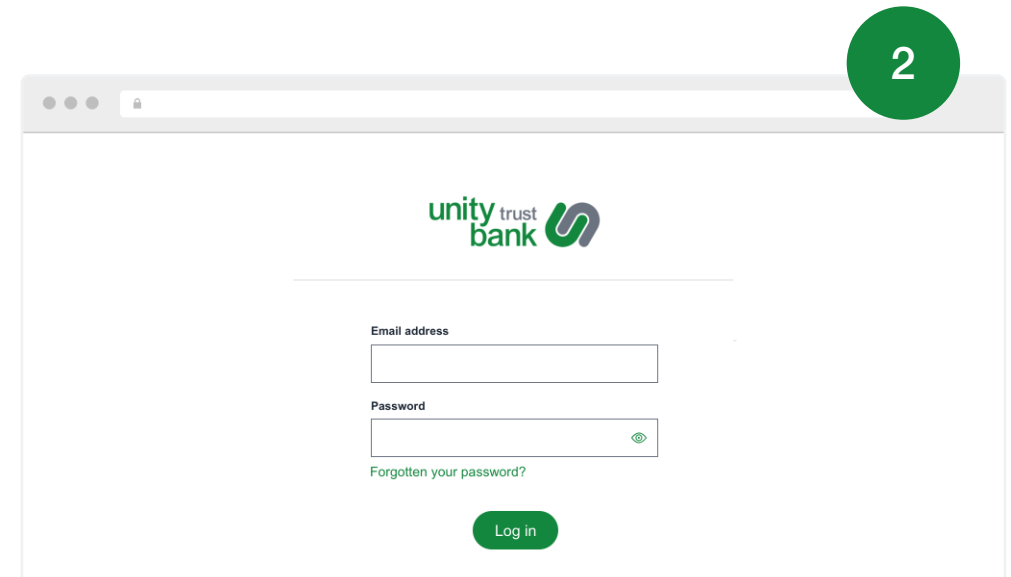 2
unity trust
bank
Email address
Password
Forgotten your password?
Log in